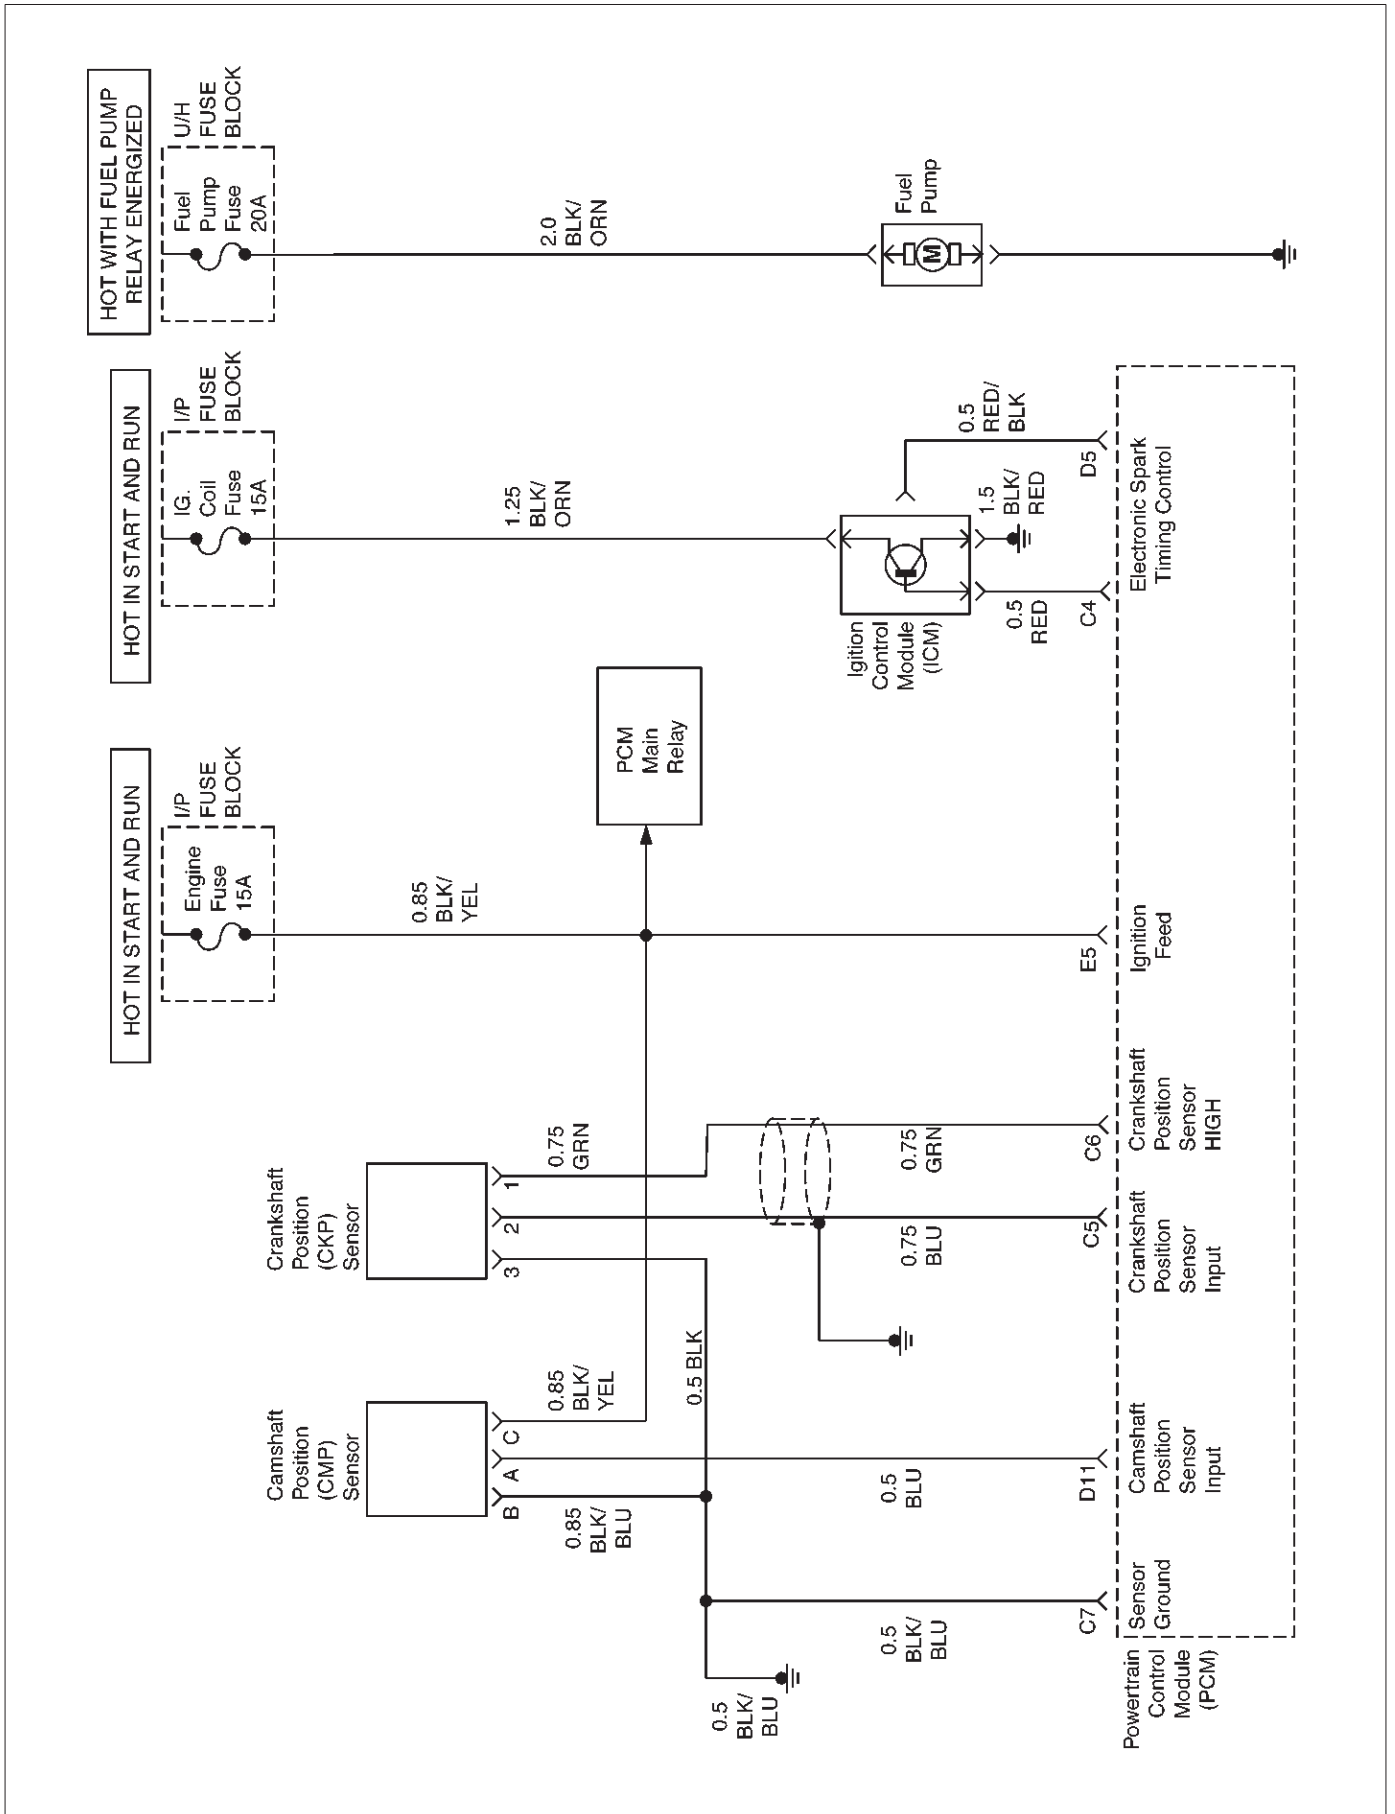 HOT IN START AND RUN
HOT IN START AND RUN
HOT WITH FUEL PUMP
RELAY ENERGIZED
Engine
Fuse
15A
I/P
FUSE
BLOCK
IG.
Coil
Fuse
15A
I/P
FUSE
BLOCK
Fuel
Pump
Fuse
20A
U/H
FUSE
BLOCK
Camshaft
Position
(CMP)
Sensor
Crankshaft
Position
(CKP)
Sensor
0.85
BLK/
YEL
1.25
BLK/
ORN
2.0
BLK/
ORN
B
A
C
3
2
1
0.85
BLK/
BLU
0.85
BLK/
YEL
0.75
GRN
PCM
Main
Relay
0.5 BLK
0.5
BLK/
BLU
Igition
Control
Module
(ICM)
M
Fuel
Pump
0.5
BLK/
BLU
0.5
BLU
0.75
BLU
0.75
GRN
0.5
RED
1.5
BLK/
RED
0.5
RED/
BLK
C7
D11
C5
C6
E5
C4
D5
Powertrain
Control
Module
(PCM)
Sensor
Ground
Camshaft
Position
Sensor
Input
Crankshaft
Position
Sensor
Input
Crankshaft
Position
Sensor
HIGH
Ignition
Feed
Electronic Spark
Timing Control